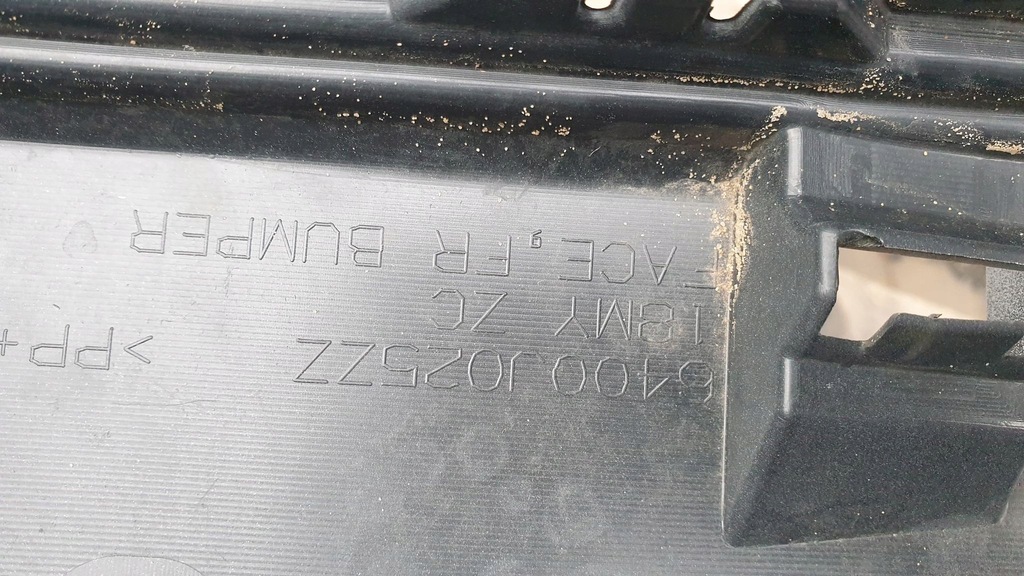 6400J025ZZ
>PP+
18MY ZC
FACE,FR BUMPER